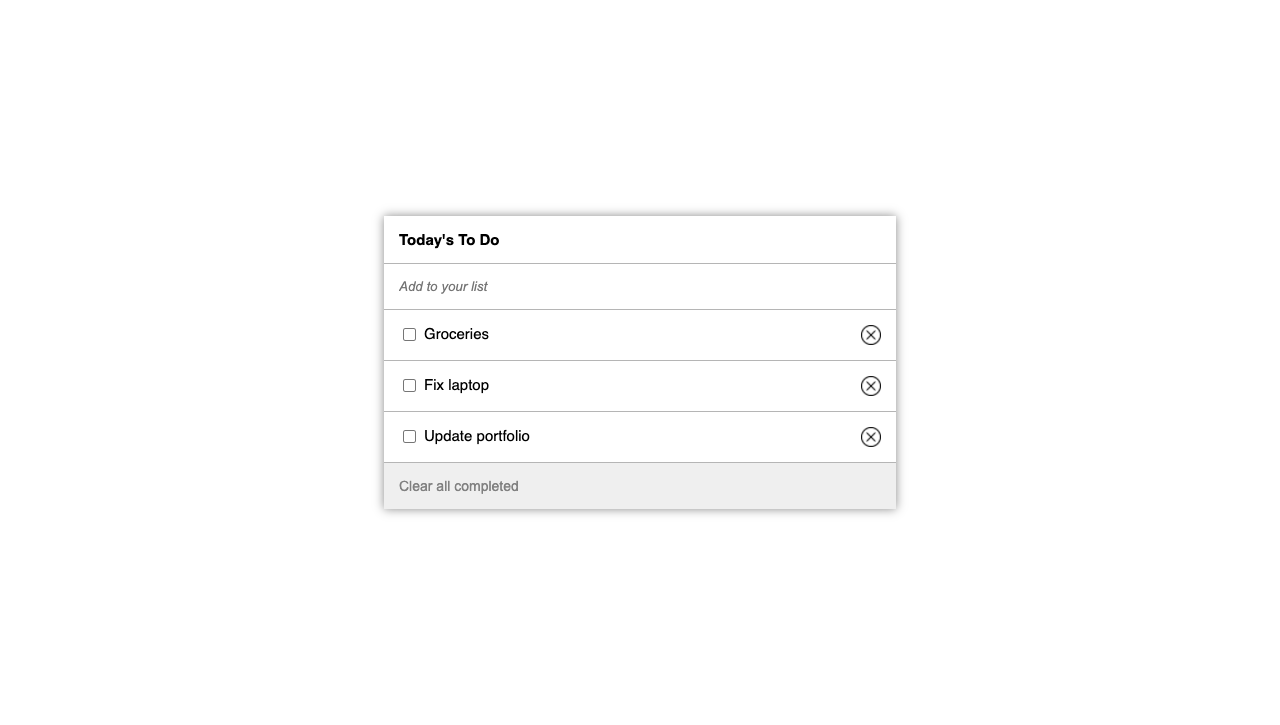 Today's To Do
Add to your list
Groceries
Fix laptop
Update portfolio
Clear all completed